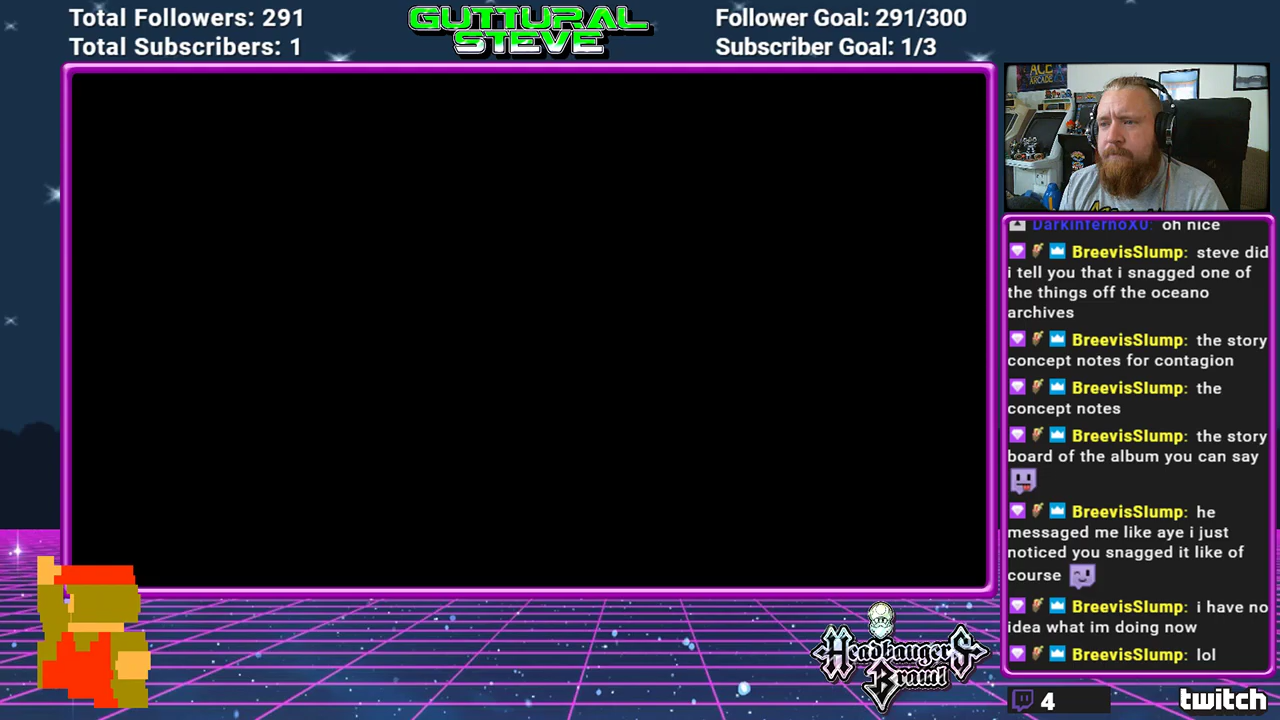 Total Followers: 291
Total Subscribers: 1
GUTTURAL
STEVE
Follower Goal: 291/300
Subscriber Goal: 1/3
ACE
ARCADE
DarkInfernoX0: oh nice
BreevisSlump: steve did
i tell you that i snagged one of
the things off the oceano
archives
BreevisSlump: the story
concept notes for contagion
BreevisSlump: the
concept notes
BreevisSlump: the story
board of the album you can say
BreevisSlump: he
messaged me like aye i just
noticed you snagged it like of
course
BreevisSlump: i have no
idea what im doing now
BreevisSlump: lol
Headbangers
Brawl
4
twitch